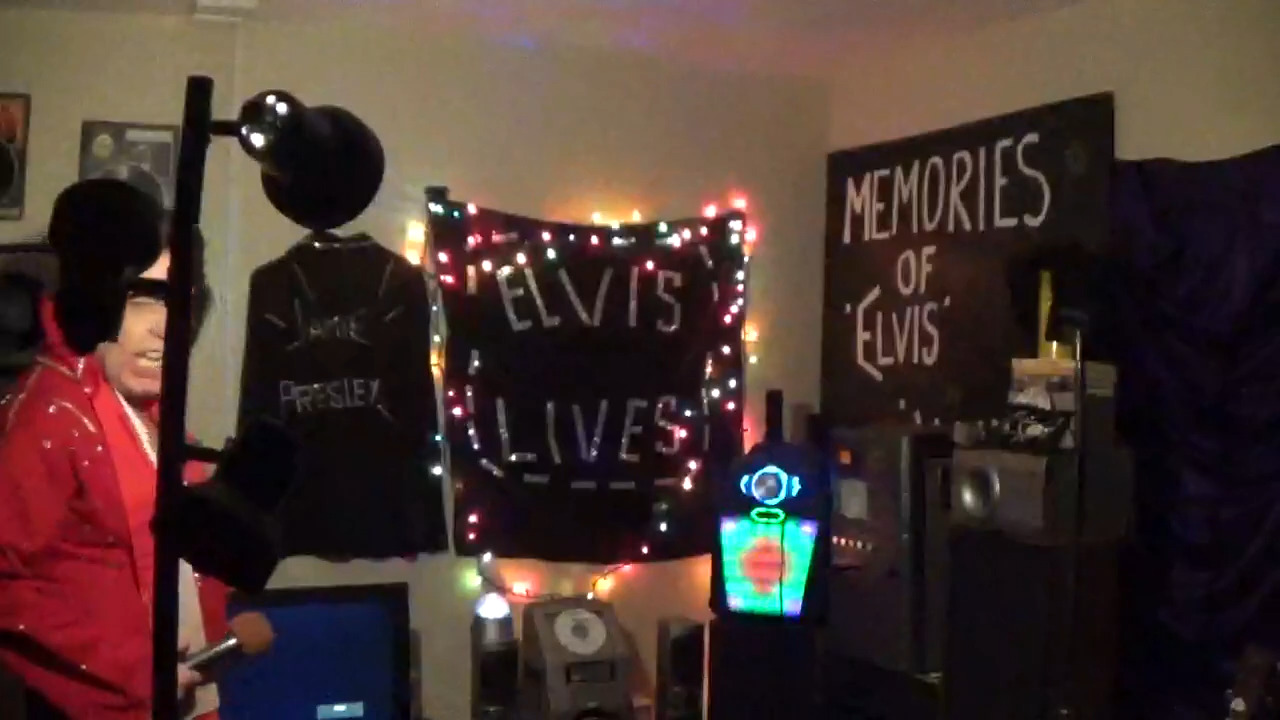 JAMIE
PRESLEY
ELVIS
LIVES
MEMORIES
OF
'ELVIS'